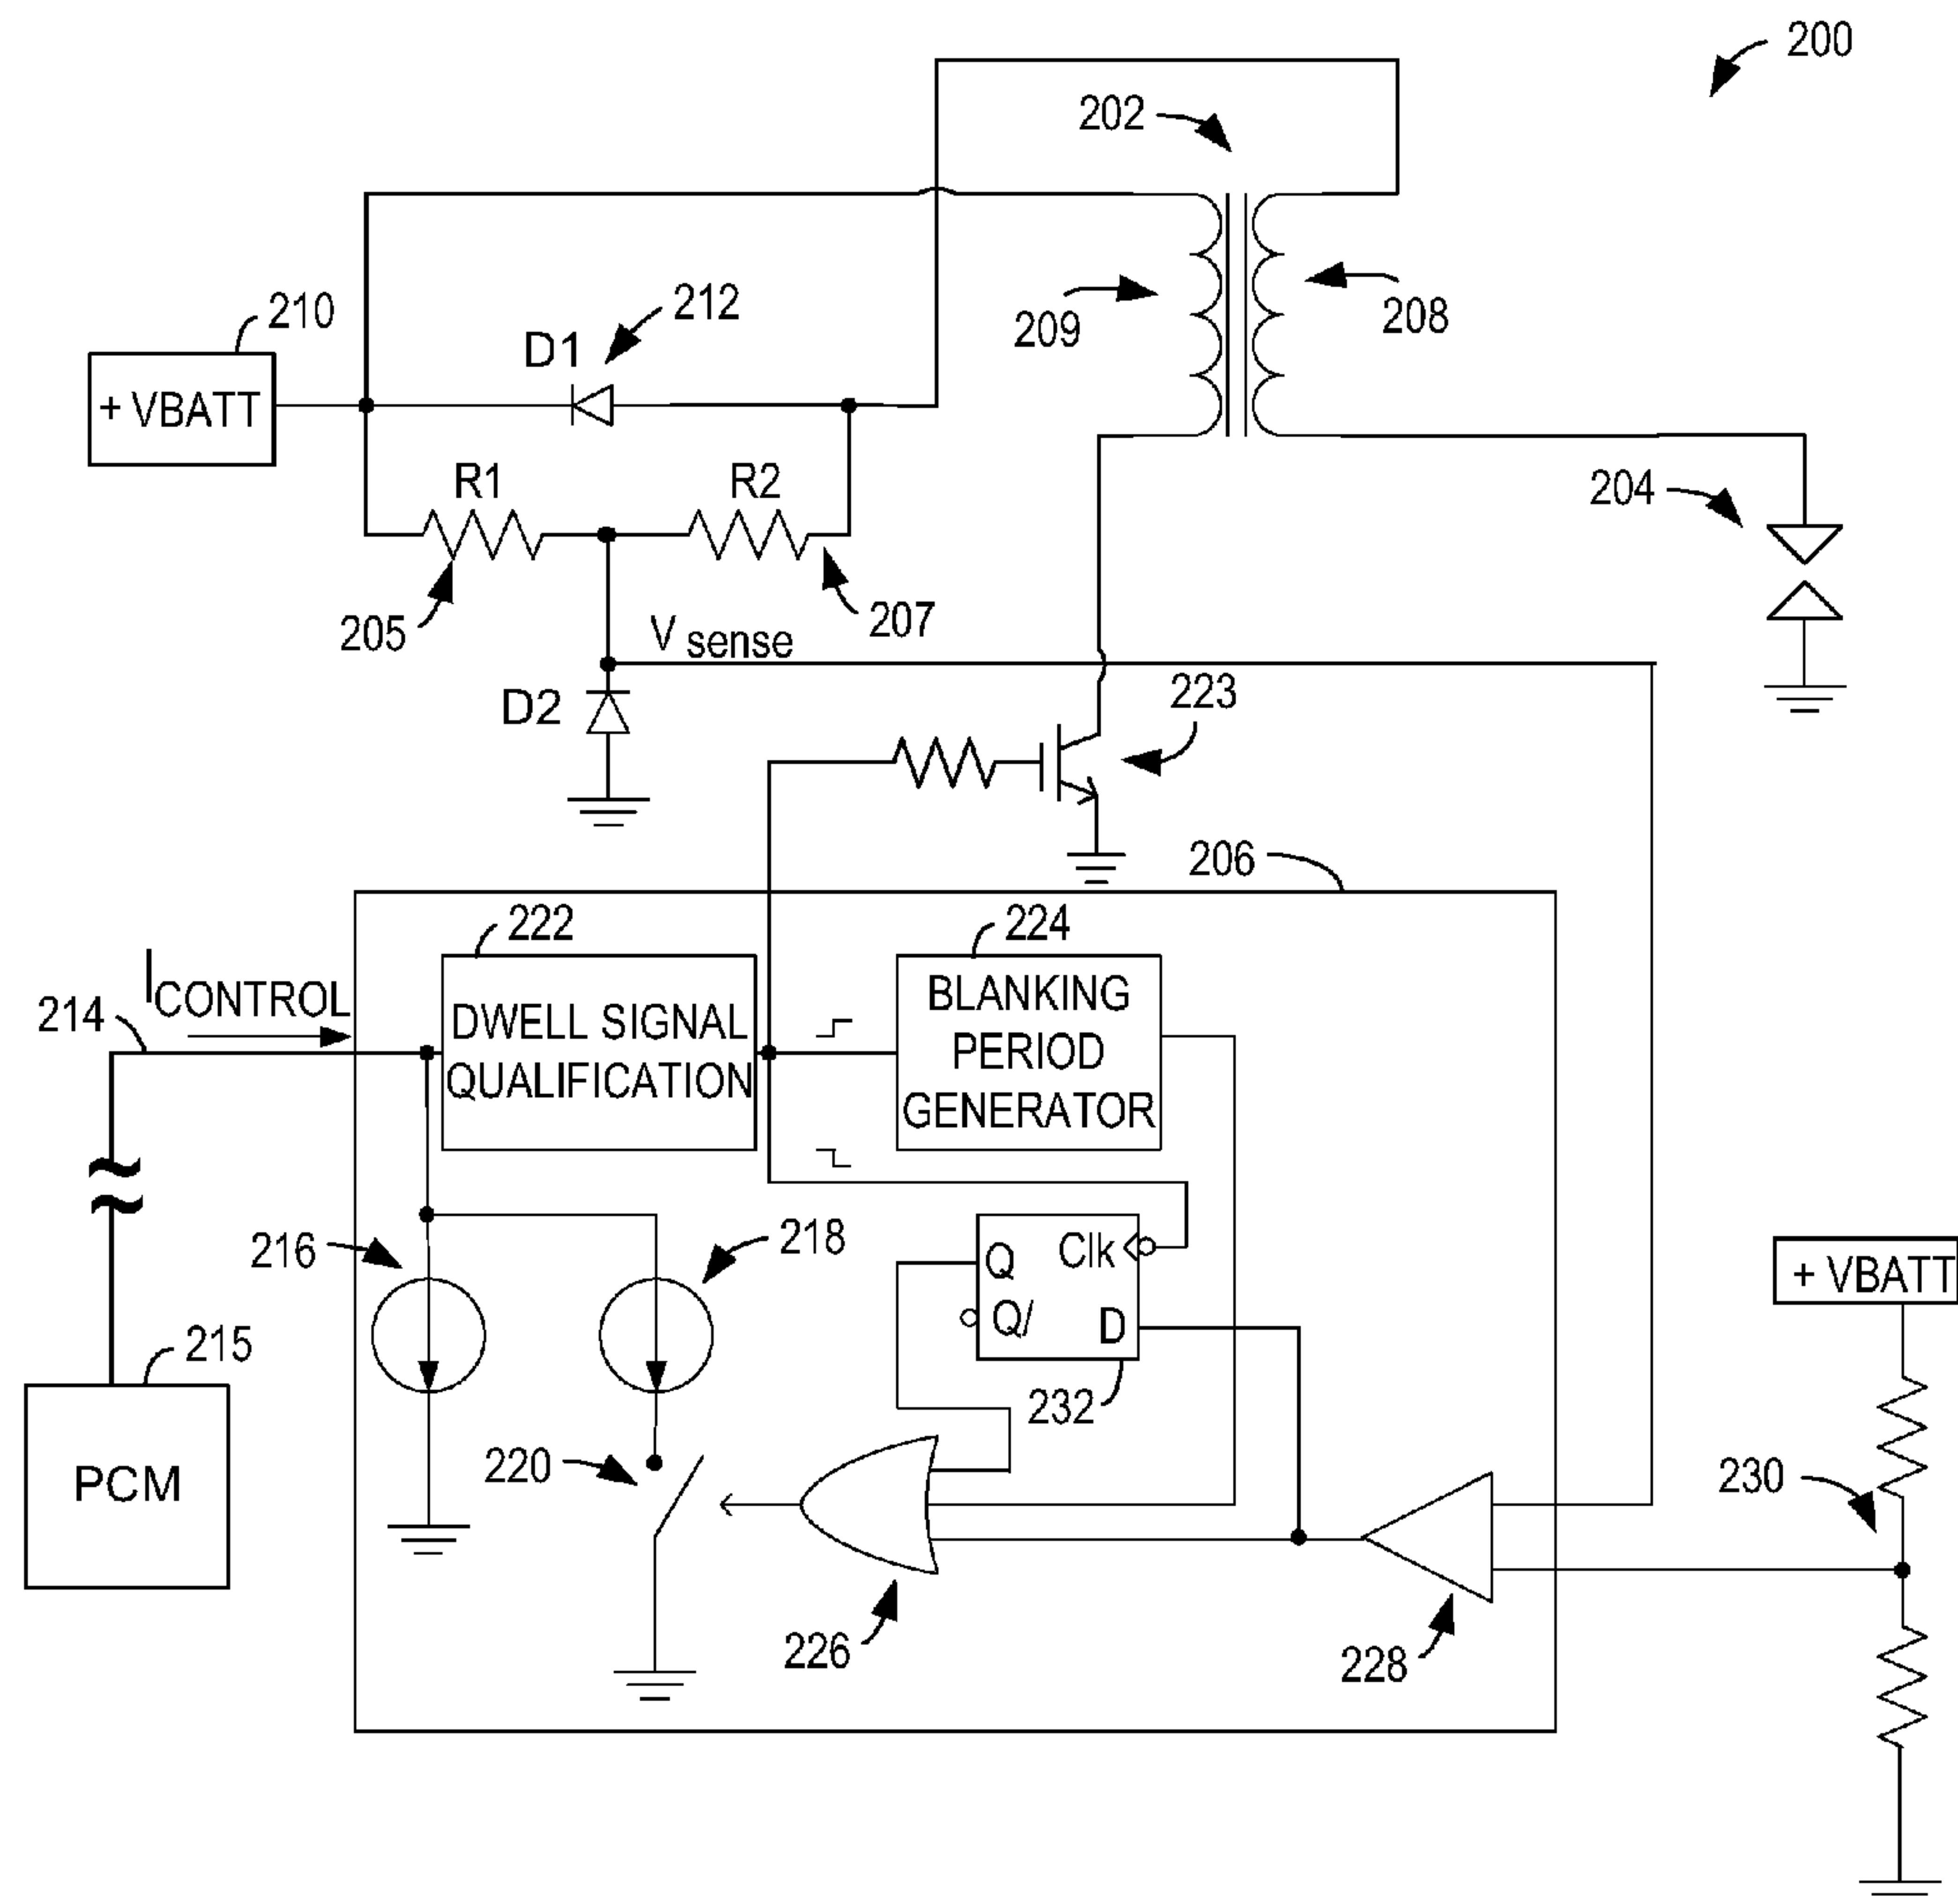 200
202
210
D1
212
+ VBATT
209
208
R1
R2
204
205
207
V sense
D2
223
206
222
224
I CONTROL
214
DWELL SIGNAL
QUALIFICATION
BLANKING
PERIOD
GENERATOR
216
218
Q
Clk
Q/
D
+ VBATT
215
232
PCM
220
230
226
228